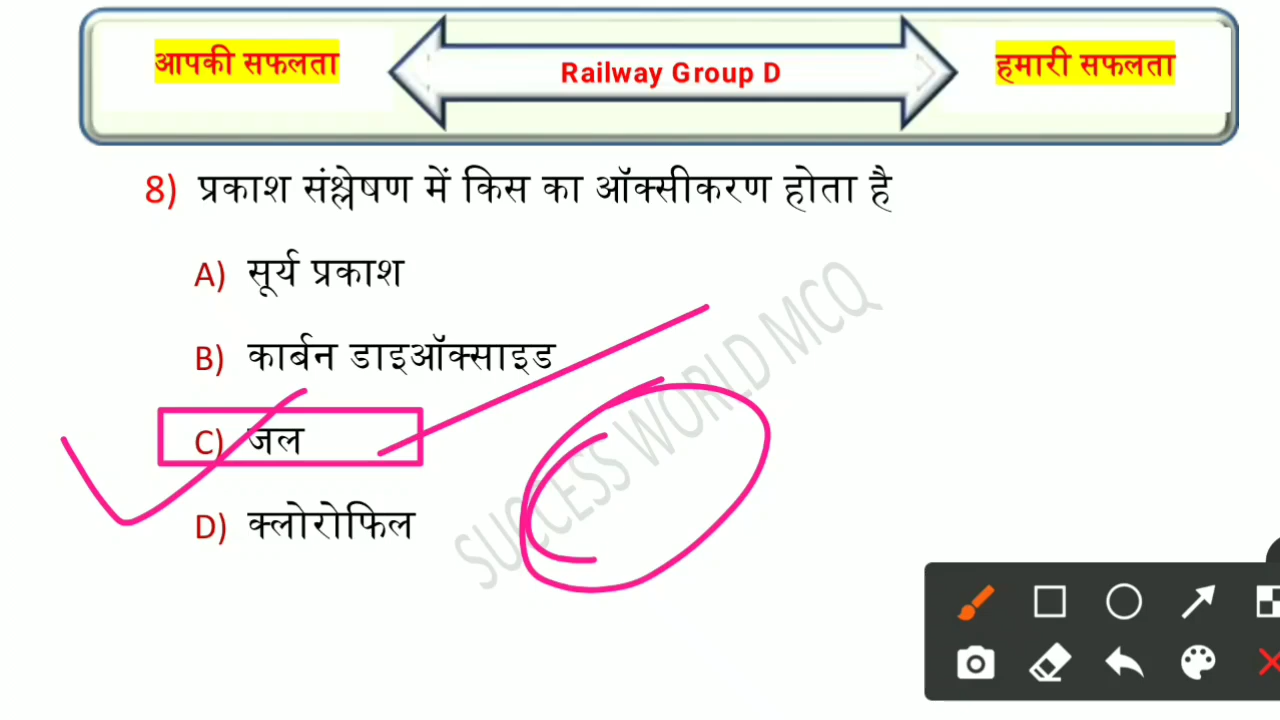 आपकी सफलता
Railway Group D
हमारी सफलता
8) प्रकाश संश्लेषण में किस का ऑक्सीकरण होता है
A) सूर्य प्रकाश
B) कार्बन डाइऑक्साइड
C) जल
D) क्लोरोफिल
SUCCESS WORLD MCQ